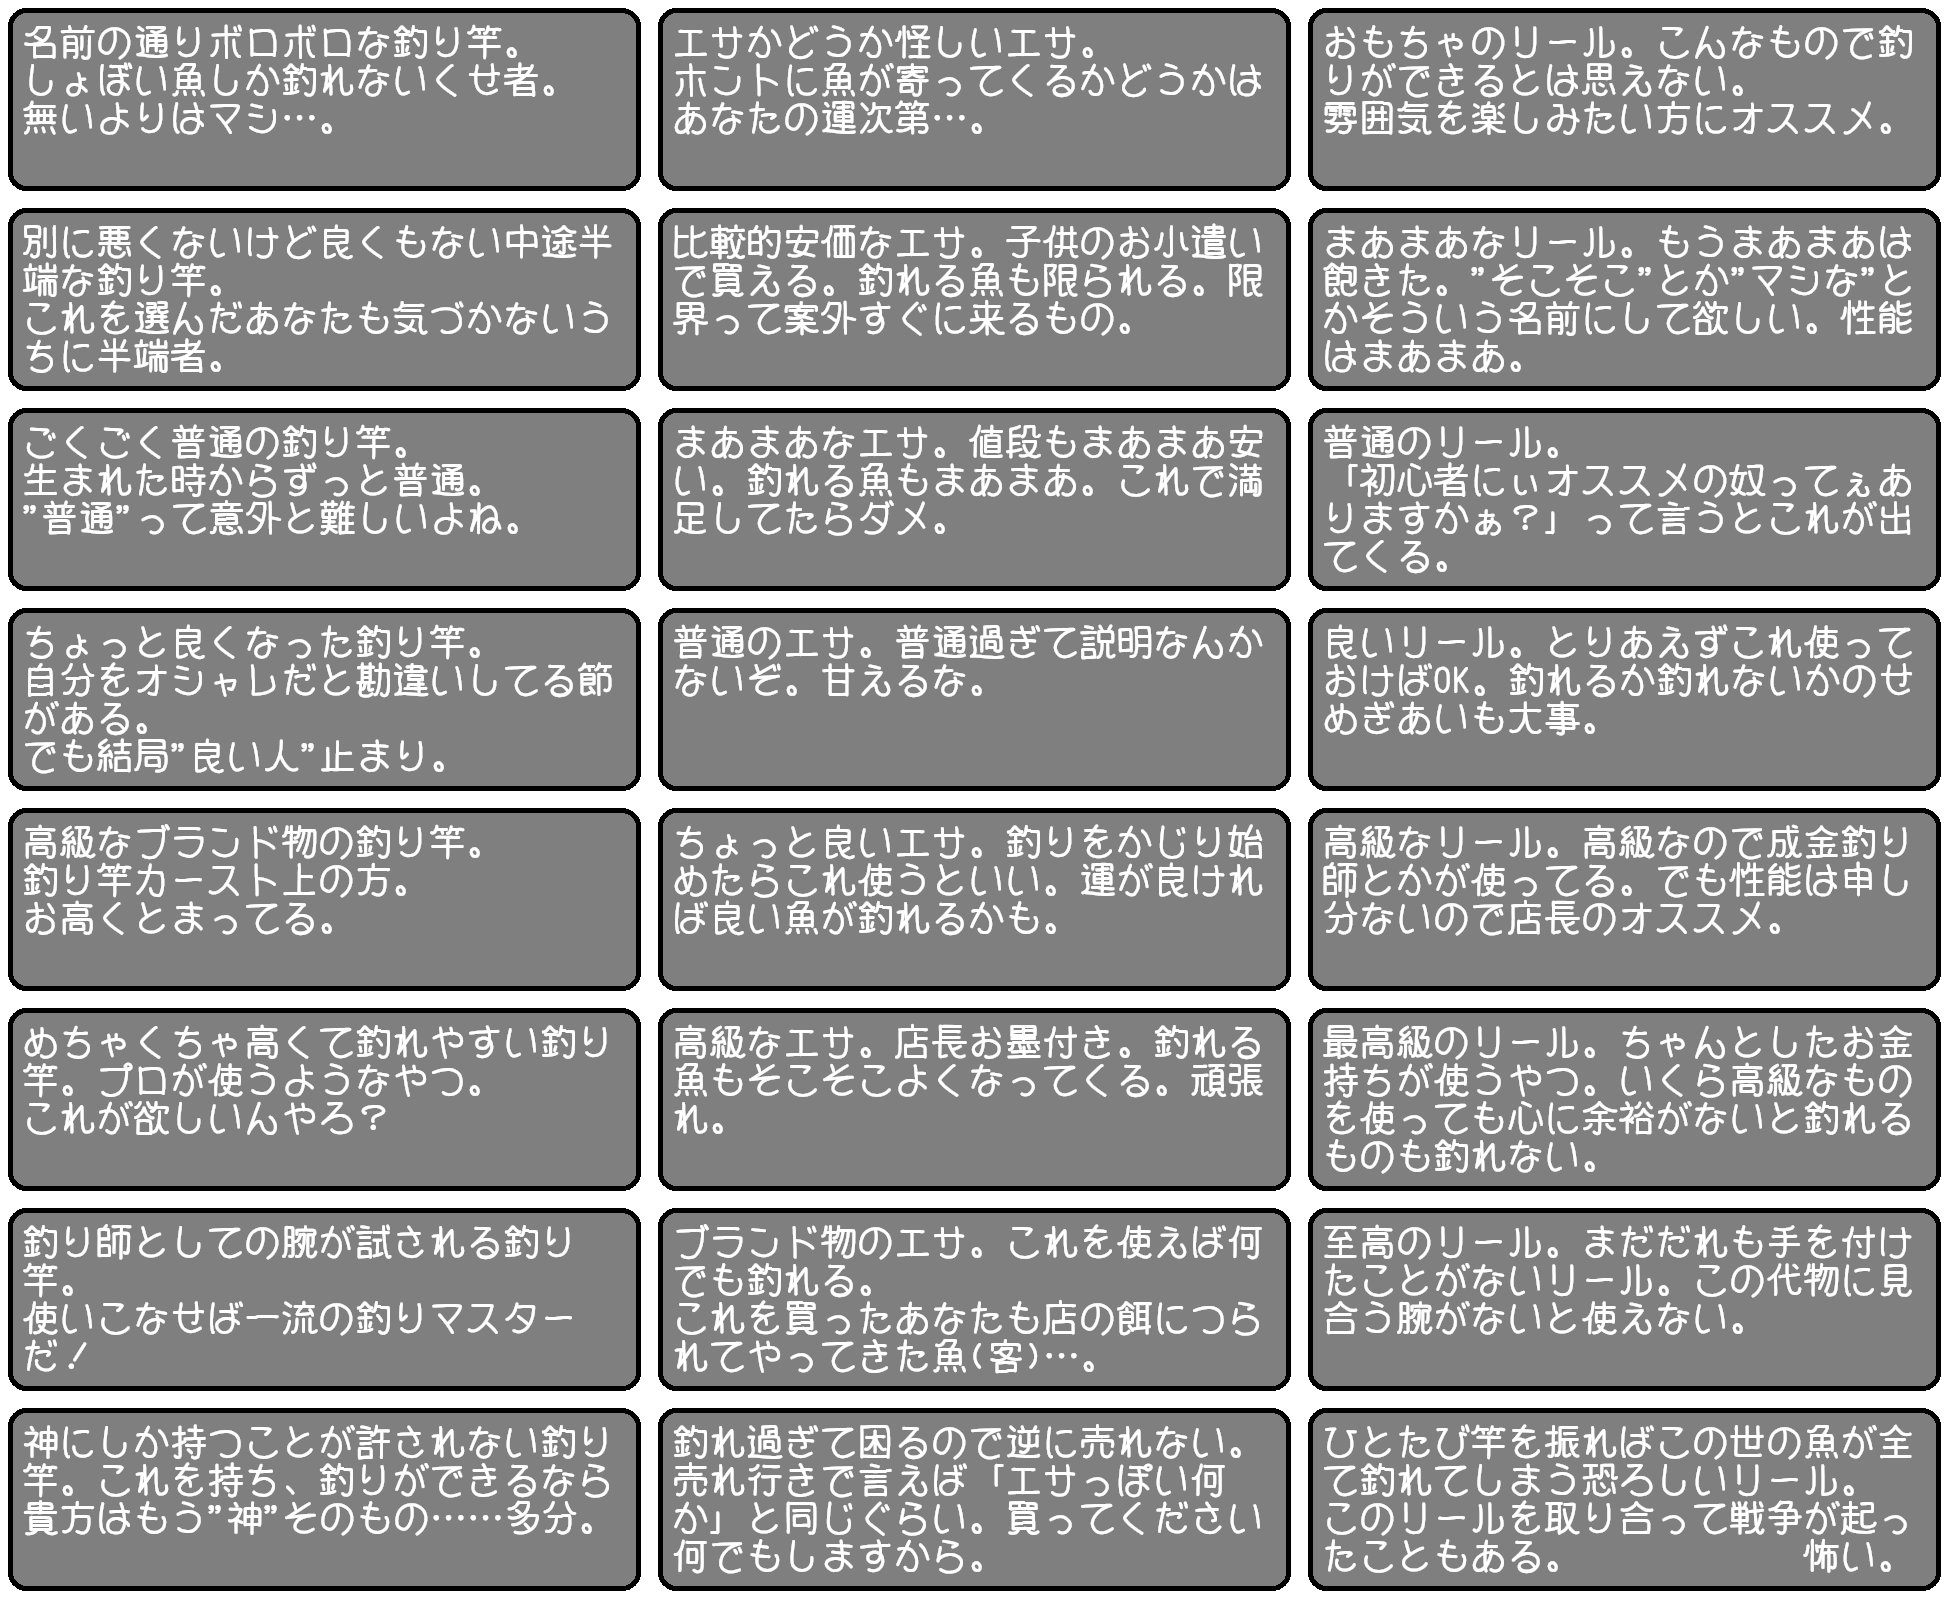 名前の通りボロボロな釣り竿。
しょぼい魚しか釣れないくせ者。
無いよりはマシ…。
エサかどうか怪しいエサ。
ホントに魚が寄ってくるかどうかは
あなたの運次第…。
おもちゃのリール。こんなもので釣
りができるとは思えない。
雰囲気を楽しみたい方にオススメ。
別に悪くないけど良くもない中途半
端な釣り竿。
これを選んだあなたも気づかないう
ちに半端者。
比較的安価なエサ。子供のお小遣い
で買える。釣れる魚も限られる。限
界って案外すぐに来るもの。
まあまあなリール。もうまあまあは
飽きた。”そこそこ”とか”マシな”と
かそういう名前にして欲しい。性能
はまあまあ。
ごくごく普通の釣り竿。
生まれた時からずっと普通。
”普通”って意外と難しいよね。
まあまあなエサ。値段もまあまあ安
い。釣れる魚もまあまあ。これで満
足してたらダメ。
普通のリール。
「初心者にぃオススメの奴ってぇあ
りますかぁ？」って言うとこれが出
てくる。
ちょっと良くなった釣り竿。
自分をオシャレだと勘違いしてる節
がある。
でも結局”良い人”止まり。
普通のエサ。普通過ぎて説明なんか
ないぞ。甘えるな。
良いリール。とりあえずこれ使って
おけばOK。釣れるか釣れないかのせ
めぎあいも大事。
高級なブランド物の釣り竿。
釣り竿カースト上の方。
お高くとまってる。
ちょっと良いエサ。釣りをかじり始
めたらこれ使うといい。運が良けれ
ば良い魚が釣れるかも。
高級なリール。高級なので成金釣り
師とかが使ってる。でも性能は申し
分ないので店長のオススメ。
めちゃくちゃ高くて釣れやすい釣り
竿。プロが使うようなやつ。
これが欲しいんやろ？
高級なエサ。店長お墨付き。釣れる
魚もそこそこよくなってくる。頑張
れ。
最高級のリール。ちゃんとしたお金
持ちが使うやつ。いくら高級なもの
を使っても心に余裕がないと釣れる
ものも釣れない。
釣り師としての腕が試される釣り
竿。
使いこなせば一流の釣りマスター
だ！
ブランド物のエサ。これを使えば何
でも釣れる。
これを買ったあなたも店の餌につら
れてやってきた魚(客)…。
至高のリール。まだだれも手を付け
たことがないリール。この代物に見
合う腕がないと使えない。
神にしか持つことが許されない釣り
竿。これを持ち、釣りができるなら
貴方はもう”神”そのもの……多分。
釣れ過ぎて困るので逆に売れない。
売れ行きで言えば「エサっぽい何
か」と同じぐらい。買ってください
何でもしますから。
ひとたび竿を振ればこの世の魚が全
て釣れてしまう恐ろしいリール。
このリールを取り合って戦争が起っ
たこともある。　　　　　　　怖い。